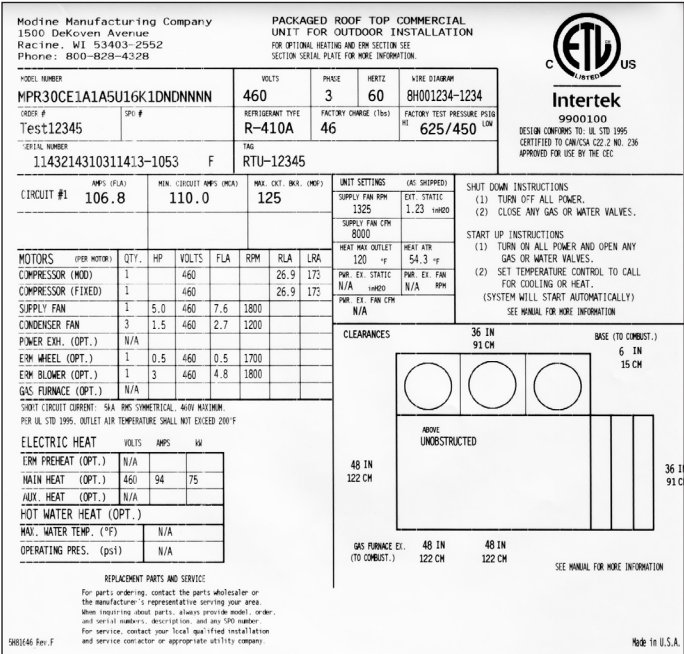 Modine Manufacturing Company
1500 DeKoven Avenue
Racine, WI 53403-2552
Phone: 800-828-4328
PACKAGED ROOF TOP COMMERCIAL
UNIT FOR OUTDOOR INSTALLATION
FOR OPTIONAL HEATING AND ERM SECTION SEE
SECTION SERIAL PLATE FOR MORE INFORMATION.
C ETL US
LISTED
Intertek
9900100
DESIGN CONFORMS TO: UL STD 1995
CERTIFIED TO CAN/CSA C22.2 NO. 236
APPROVED FOR USE BY THE CEC
MODEL NUMBER VOLTS PHASE HERTZ WIRE DIAGRAM
MPR30CE1A1A5U16K1DNDNNNN 460 3 60 8H001234-1234
ORDER # SPO # REFRIGERANT TYPE FACTORY CHARGE (lbs) FACTORY TEST PRESSURE PSIG
Test12345 R-410A 46 HI 625/450 LOW
SERIAL NUMBER TAG
1143214310311413-1053 F RTU-12345
AMPS (FLA) MIN. CIRCUIT AMPS (MCA) MAX. CKT. BKR. (MOP)
CIRCUIT #1 106.8 110.0 125
MOTORS (PER MOTOR) QTY. HP VOLTS FLA RPM RLA LRA
COMPRESSOR (MOD) 1 460 26.9 173
COMPRESSOR (FIXED) 1 460 26.9 173
SUPPLY FAN 1 5.0 460 7.6 1800
CONDENSER FAN 3 1.5 460 2.7 1200
POWER EXH. (OPT.) N/A
ERM WHEEL (OPT.) 1 0.5 460 0.5 1700
ERM BLOWER (OPT.) 1 3 460 4.8 1800
GAS FURNACE (OPT.) N/A
SHORT CIRCUIT CURRENT: 5kA RMS SYMMETRICAL, 460V MAXIMUM.
PER UL STD 1995, OUTLET AIR TEMPERATURE SHALL NOT EXCEED 200°F
ELECTRIC HEAT VOLTS AMPS kW
ERM PREHEAT (OPT.) N/A
MAIN HEAT (OPT.) 460 94 75
AUX. HEAT (OPT.) N/A
HOT WATER HEAT (OPT.)
MAX. WATER TEMP. (°F) N/A
OPERATING PRES. (psi) N/A
REPLACEMENT PARTS AND SERVICE
For parts ordering, contact the parts wholesaler or
the manufacturer's representative serving your area.
When inquiring about parts, always provide model, order,
and serial numbers, description, and any SPO number.
For service, contact your local qualified installation
and service contactor or appropriate utility company.
5H81646 Rev.F
UNIT SETTINGS (AS SHIPPED)
SUPPLY FAN RPM EXT. STATIC
1325 1.23 inH2O
SUPPLY FAN CFM
8000
HEAT MAX OUTLET HEAT ATR
120 °F 54.3 °F
PWR. EX. STATIC PWR. EX. FAN
N/A inH2O N/A RPM
PWR. EX. FAN CFM
N/A
SHUT DOWN INSTRUCTIONS
(1) TURN OFF ALL POWER.
(2) CLOSE ANY GAS OR WATER VALVES.
START UP INSTRUCTIONS
(1) TURN ON ALL POWER AND OPEN ANY
GAS OR WATER VALVES.
(2) SET TEMPERATURE CONTROL TO CALL
FOR COOLING OR HEAT.
(SYSTEM WILL START AUTOMATICALLY)
SEE MANUAL FOR MORE INFORMATION
CLEARANCES
36 IN
91 CM
BASE (TO COMBUST.)
6 IN
15 CM
ABOVE
UNOBSTRUCTED
48 IN
122 CM
36 I
91 C
GAS FURNACE EX. 48 IN 48 IN
(TO COMBUST.) 122 CM 122 CM
SEE MANUAL FOR MORE INFORMATION
Made in U.S.A.